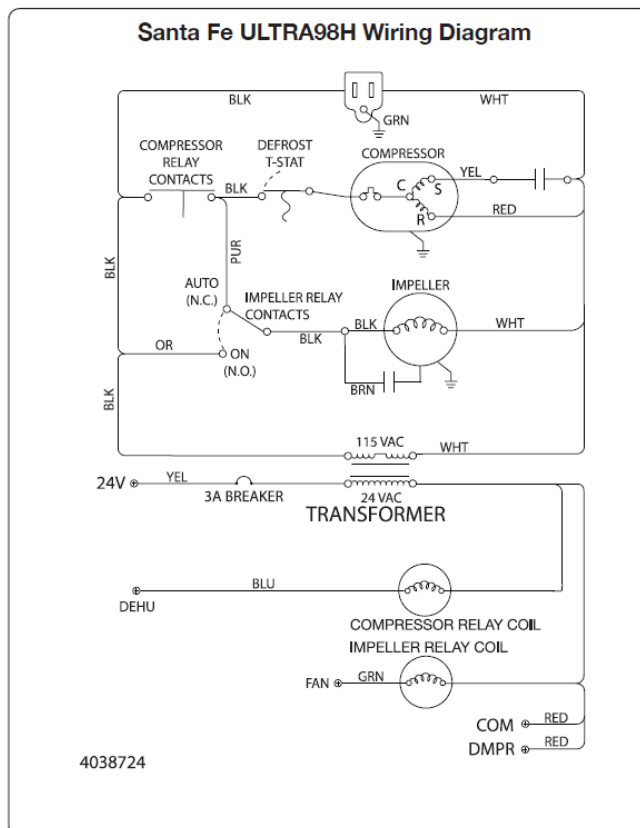 Santa Fe ULTRA98H Wiring Diagram
BLK
WHT
GRN
COMPRESSOR
RELAY
CONTACTS
DEFROST
T-STAT
COMPRESSOR
BLK
C
S
R
YEL
RED
BLK
PUR
AUTO
(N.C.)
IMPELLER RELAY
CONTACTS
IMPELLER
BLK
BLK
WHT
OR
ON
(N.O.)
BRN
BLK
115 VAC
WHT
24V
YEL
3A BREAKER
24 VAC
TRANSFORMER
BLU
DEHU
COMPRESSOR RELAY COIL
IMPELLER RELAY COIL
FAN
GRN
COM
RED
DMPR
RED
4038724